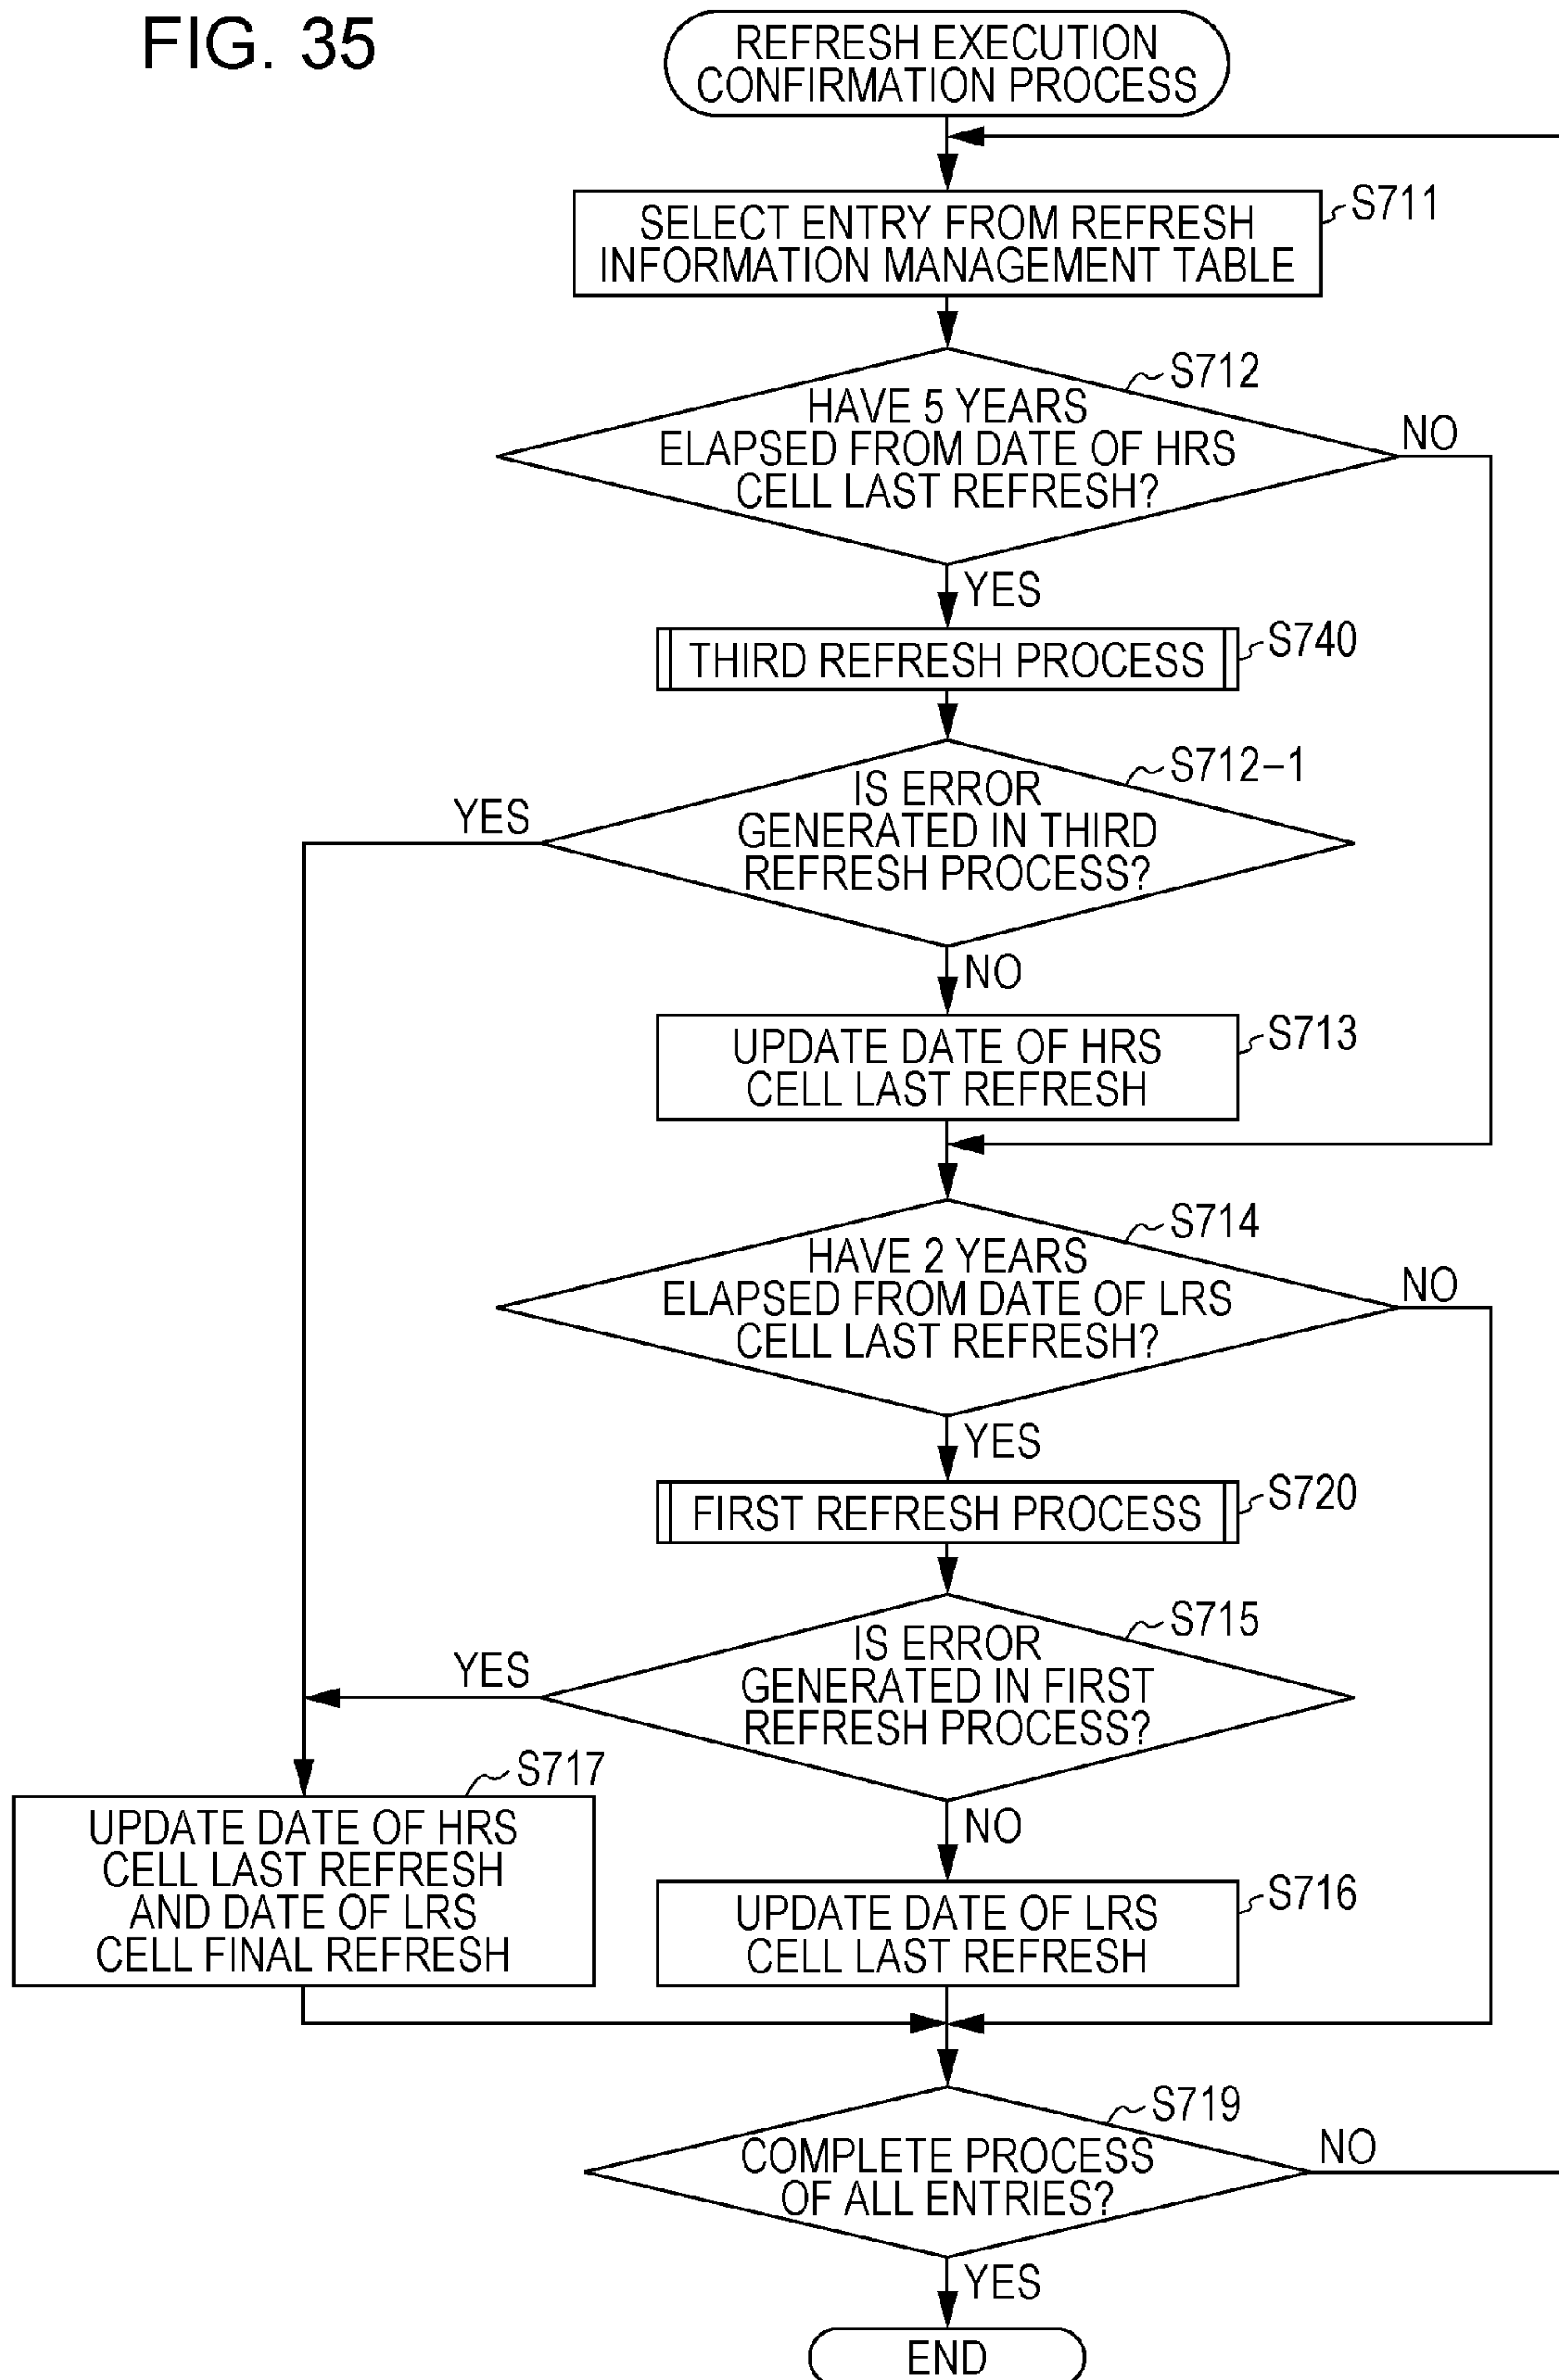 FIG. 35
REFRESH EXECUTION
CONFIRMATION PROCESS
S711
SELECT ENTRY FROM REFRESH
INFORMATION MANAGEMENT TABLE
S712
HAVE 5 YEARS
ELAPSED FROM DATE OF HRS
CELL LAST REFRESH?
NO
YES
THIRD REFRESH PROCESS
S740
S712-1
IS ERROR
GENERATED IN THIRD
REFRESH PROCESS?
YES
NO
S713
UPDATE DATE OF HRS
CELL LAST REFRESH
S714
HAVE 2 YEARS
ELAPSED FROM DATE OF LRS
CELL LAST REFRESH?
NO
YES
FIRST REFRESH PROCESS
S720
S715
IS ERROR
GENERATED IN FIRST
REFRESH PROCESS?
YES
NO
S717
UPDATE DATE OF HRS
CELL LAST REFRESH
AND DATE OF LRS
CELL FINAL REFRESH
S716
UPDATE DATE OF LRS
CELL LAST REFRESH
S719
COMPLETE PROCESS
OF ALL ENTRIES?
NO
YES
END